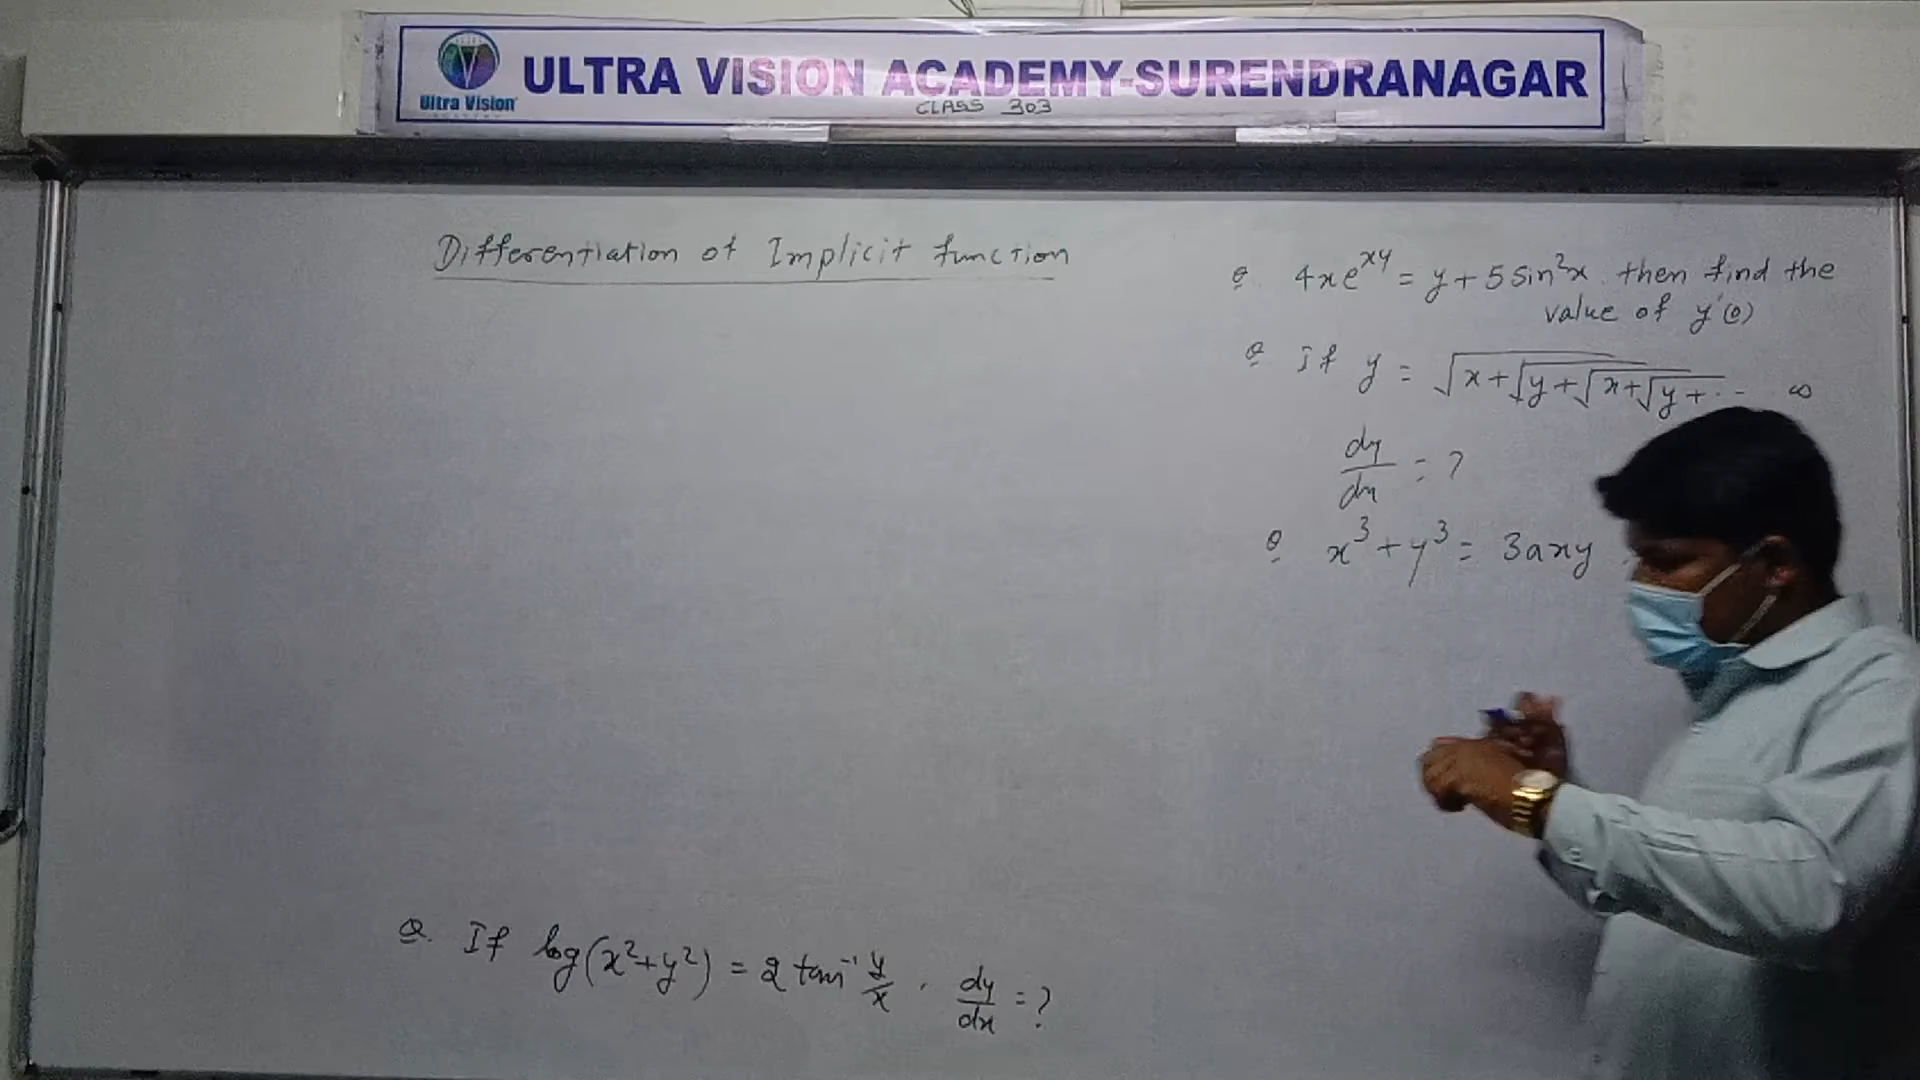 ULTRA VISION ACADEMY-SURENDRANAGAR
Ultra Vision
CLASS 303
Differentiation of Implicit function
Q. 4xe^{xy} = y + 5 sin²x. then find the
value of y'(0)
Q If y = √(x+√(y+√(x+√(y+ ... ∞
dy/dx = ?
Q x³ + y³ = 3axy
Q. If log(x²+y²) = 2 tan⁻¹ y/x . dy/dx = ?